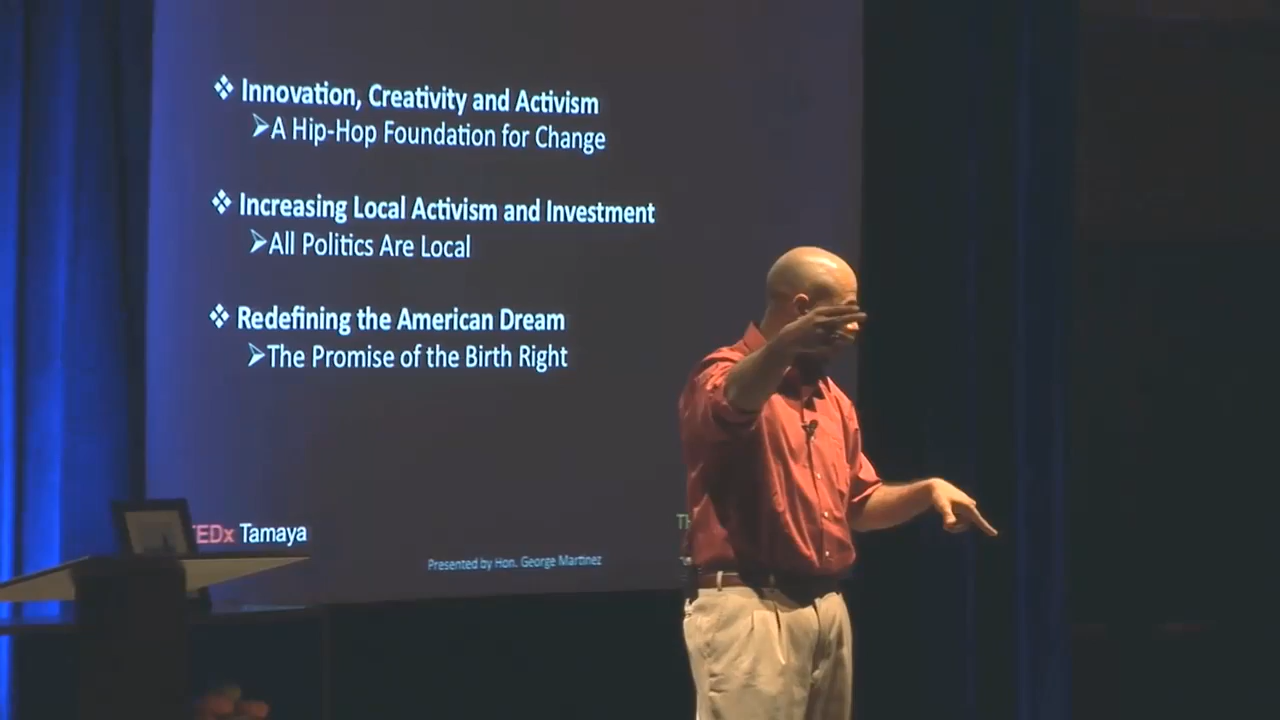 ❖ Innovation, Creativity and Activism
➢A Hip-Hop Foundation for Change
❖ Increasing Local Activism and Investment
➢All Politics Are Local
❖ Redefining the American Dream
➢The Promise of the Birth Right
TEDx Tamaya
Presented by Hon. George Martinez